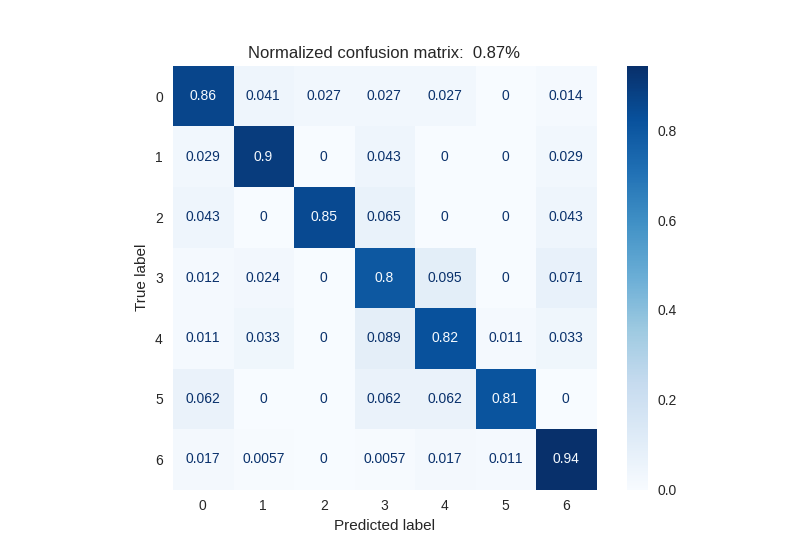 Normalized confusion matrix:  0.87%
0 0.86 0.041 0.027 0.027 0.027 0 0.014
1 0.029 0.9 0 0.043 0 0 0.029
2 0.043 0 0.85 0.065 0 0 0.043
3 0.012 0.024 0 0.8 0.095 0 0.071
4 0.011 0.033 0 0.089 0.82 0.011 0.033
5 0.062 0 0 0.062 0.062 0.81 0
6 0.017 0.0057 0 0.0057 0.017 0.011 0.94
0 1 2 3 4 5 6
True label
Predicted label
0.8
0.6
0.4
0.2
0.0